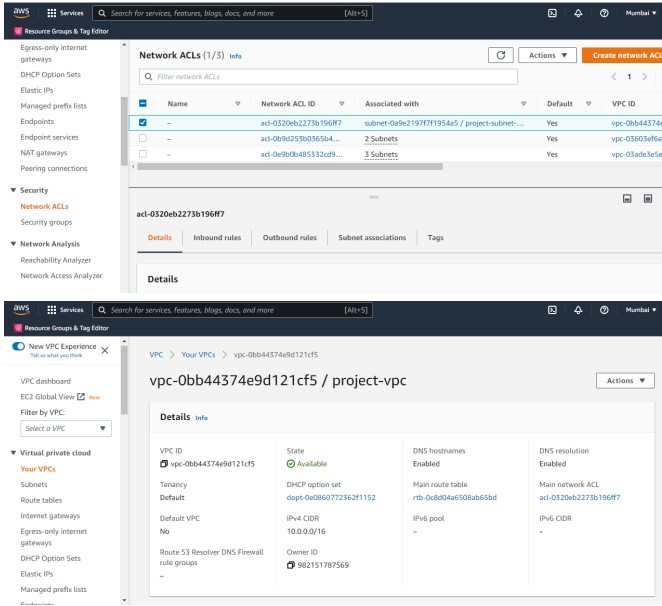 aws Services Search for services, features, blogs, docs, and more [Alt+S] Mumbai ▼
Resource Groups & Tag Editor
Egress-only internet
gateways
DHCP Option Sets
Elastic IPs
Managed prefix lists
Endpoints
Endpoint services
NAT gateways
Peering connections
▼ Security
Network ACLs
Security groups
▼ Network Analysis
Reachability Analyzer
Network Access Analyzer
Network ACLs (1/3) Info
Actions ▼ Create network ACL
Filter network ACLs
< 1 >
Name Network ACL ID Associated with Default VPC ID
– acl-0320eb2273b196ff7 subnet-0a9e2197f7f1954a5 / project-subnet-... Yes vpc-0bb44374e
– acl-0b9d253b0365b4... 2 Subnets Yes vpc-03603ef6e
– acl-0e9b0b485332cd9... 3 Subnets Yes vpc-03ade3e5e
acl-0320eb2273b196ff7
Details Inbound rules Outbound rules Subnet associations Tags
Details
aws Services Search for services, features, blogs, docs, and more [Alt+S] Mumbai ▼
Resource Groups & Tag Editor
New VPC Experience
Tell us what you think
VPC dashboard
EC2 Global View New
Filter by VPC:
Select a VPC
▼ Virtual private cloud
Your VPCs
Subnets
Route tables
Internet gateways
Egress-only internet
gateways
DHCP Option Sets
Elastic IPs
Managed prefix lists
Endpoints
VPC > Your VPCs > vpc-0bb44374e9d121cf5
vpc-0bb44374e9d121cf5 / project-vpc
Actions ▼
Details Info
VPC ID State DNS hostnames DNS resolution
vpc-0bb44374e9d121cf5 Available Enabled Enabled
Tenancy DHCP option set Main route table Main network ACL
Default dopt-0e0860772362f1152 rtb-0c8d04a6508ab65bd acl-0320eb2273b196ff7
Default VPC IPv4 CIDR IPv6 pool IPv6 CIDR
No 10.0.0.0/16 – –
Route 53 Resolver DNS Firewall Owner ID
rule groups 982151787569
–